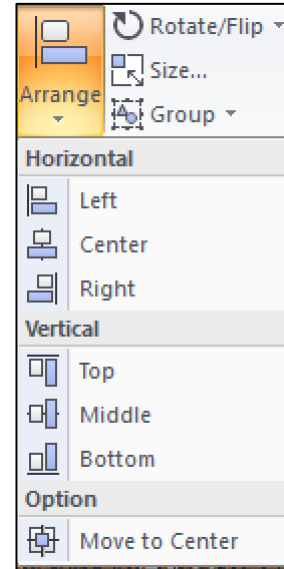 Rotate/Flip
Size...
Arrange
Group
Horizontal
Left
Center
Right
Vertical
Top
Middle
Bottom
Option
Move to Center